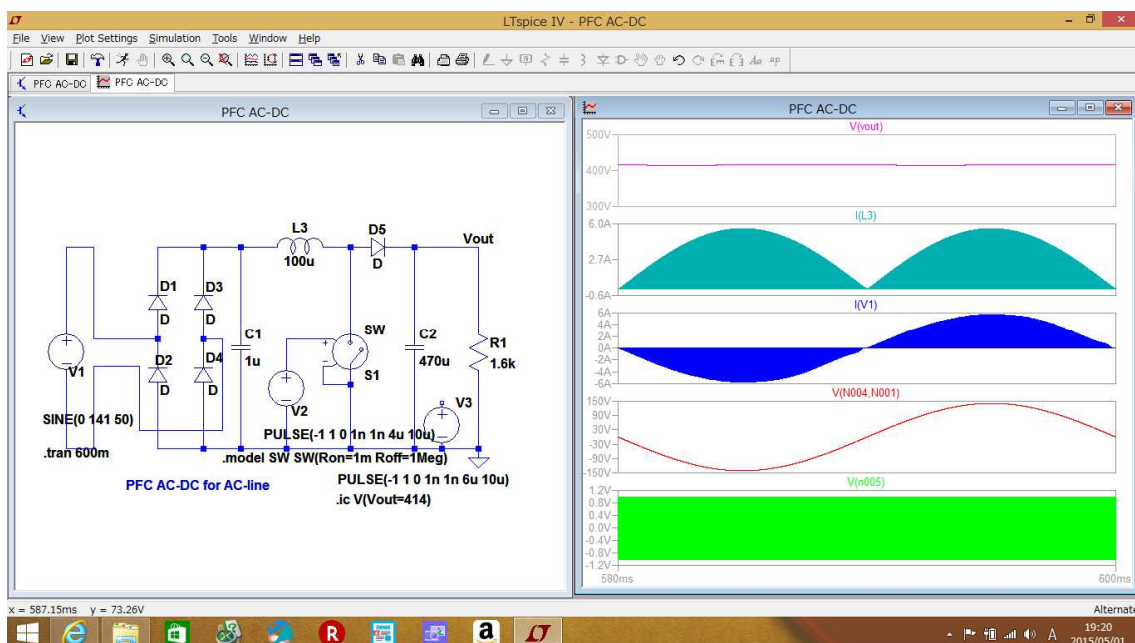 LTspice IV - PFC AC-DC
File View Plot Settings Simulation Tools Window Help
PFC AC-DC PFC AC-DC
PFC AC-DC
L3
100u
D5
D
Vout
D1
D
D3
D
D2
D
D4
D
C1
1u
SW
S1
C2
470u
R1
1.6k
V1
V2
V3
SINE(0 141 50)
.tran 600m
PULSE(-1 1 0 1n 1n 4u 10u)
.model SW SW(Ron=1m Roff=1Meg)
PULSE(-1 1 0 1n 1n 6u 10u)
.ic V(Vout=414)
PFC AC-DC for AC-line
PFC AC-DC
V(vout)
500V
400V
300V
I(L3)
6.0A
2.7A
-0.6A
I(V1)
6A
4A
2A
0A
-2A
-4A
-6A
V(N004,N001)
150V
90V
30V
-30V
-90V
-150V
V(n005)
1.2V
0.8V
0.4V
0.0V
-0.4V
-0.8V
-1.2V
580ms 600ms
x = 587.15ms y = 73.26V Alternate
R a A 19:20
2015/05/01